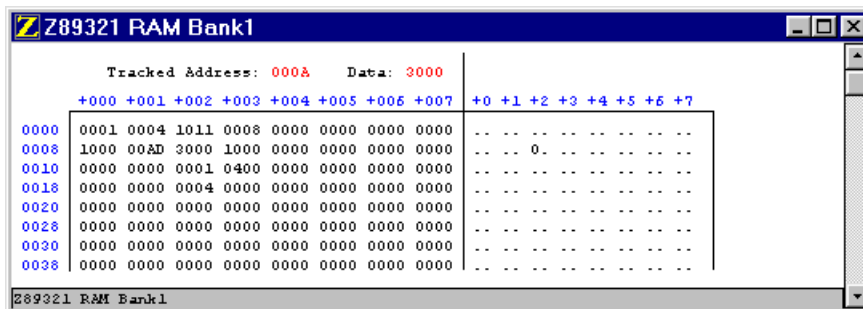 Z89321 RAM Bank1
Tracked Address: 000A Data: 3000
+000 +001 +002 +003 +004 +005 +006 +007 +0 +1 +2 +3 +4 +5 +6 +7
0000 0001 0004 1011 0008 0000 0000 0000 0000 .. .. .. .. .. .. .. ..
0008 1000 00AD 3000 1000 0000 0000 0000 0000 .. .. 0. .. .. .. .. ..
0010 0000 0000 0001 0400 0000 0000 0000 0000 .. .. .. .. .. .. .. ..
0018 0000 0000 0004 0000 0000 0000 0000 0000 .. .. .. .. .. .. .. ..
0020 0000 0000 0000 0000 0000 0000 0000 0000 .. .. .. .. .. .. .. ..
0028 0000 0000 0000 0000 0000 0000 0000 0000 .. .. .. .. .. .. .. ..
0030 0000 0000 0000 0000 0000 0000 0000 0000 .. .. .. .. .. .. .. ..
0038 0000 0000 0000 0000 0000 0000 0000 0000 .. .. .. .. .. .. .. ..
Z89321 RAM Bank1